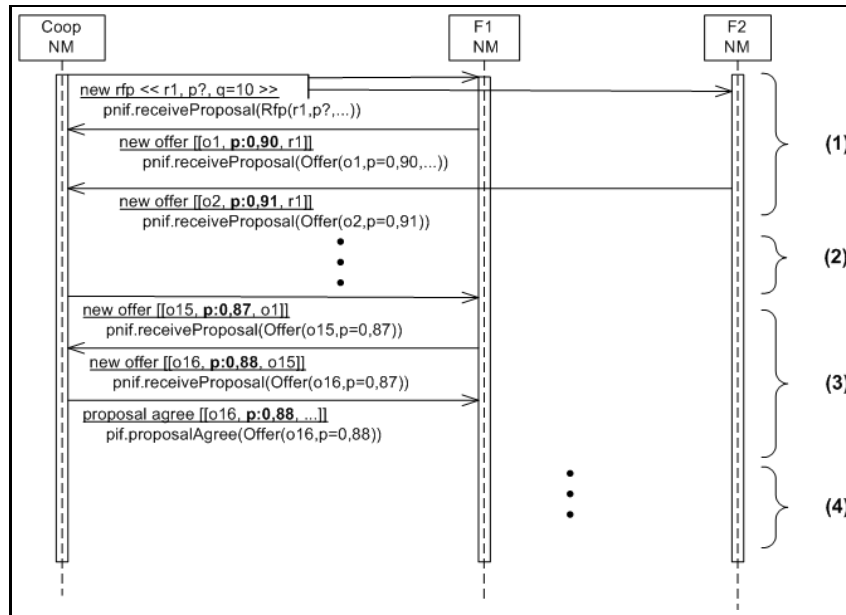 Coop
NM
F1
NM
F2
NM
new rfp << r1, p?, q=10 >>
pnif.receiveProposal(Rfp(r1,p?,...))
new offer [[o1, p:0,90, r1]]
pnif.receiveProposal(Offer(o1,p=0,90,...))
(1)
new offer [[o2, p:0,91, r1]]
pnif.receiveProposal(Offer(o2,p=0,91))
(2)
new offer [[o15, p:0,87, o1]]
pnif.receiveProposal(Offer(o15,p=0,87))
new offer [[o16, p:0,88, o15]]
pnif.receiveProposal(Offer(o16,p=0,87))
(3)
proposal agree [[o16, p:0,88, ...]]
pif.proposalAgree(Offer(o16,p=0,88))
(4)